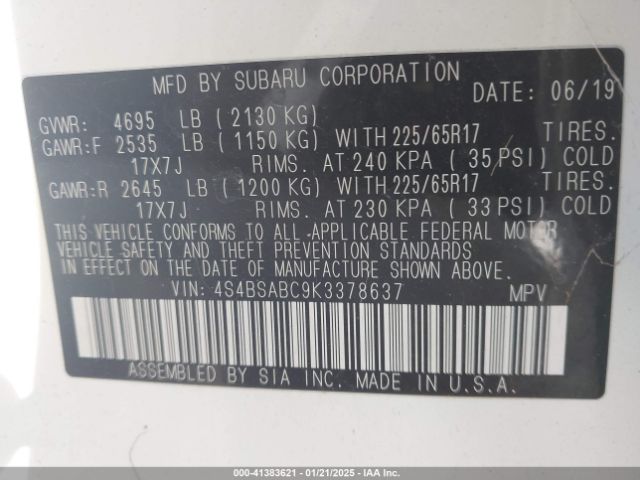 MFD BY SUBARU CORPORATION
DATE: 06/19
GVWR: 4695 LB ( 2130 KG)
GAWR:F 2535 LB ( 1150 KG) WITH 225/65R17 TIRES.
17X7J RIMS. AT 240 KPA ( 35 PSI) COLD
GAWR:R 2645 LB ( 1200 KG) WITH 225/65R17 TIRES.
17X7J RIMS. AT 230 KPA ( 33 PSI) COLD
THIS VEHICLE CONFORMS TO ALL APPLICABLE FEDERAL MOTOR
VEHICLE SAFETY AND THEFT PREVENTION STANDARDS
IN EFFECT ON THE DATE OF MANUFACTURE SHOWN ABOVE.
VIN: 4S4BSABC9K3378637 MPV
ASSEMBLED BY SIA INC. MADE IN U.S.A.
000-41383621 - 01/21/2025 - IAA Inc.